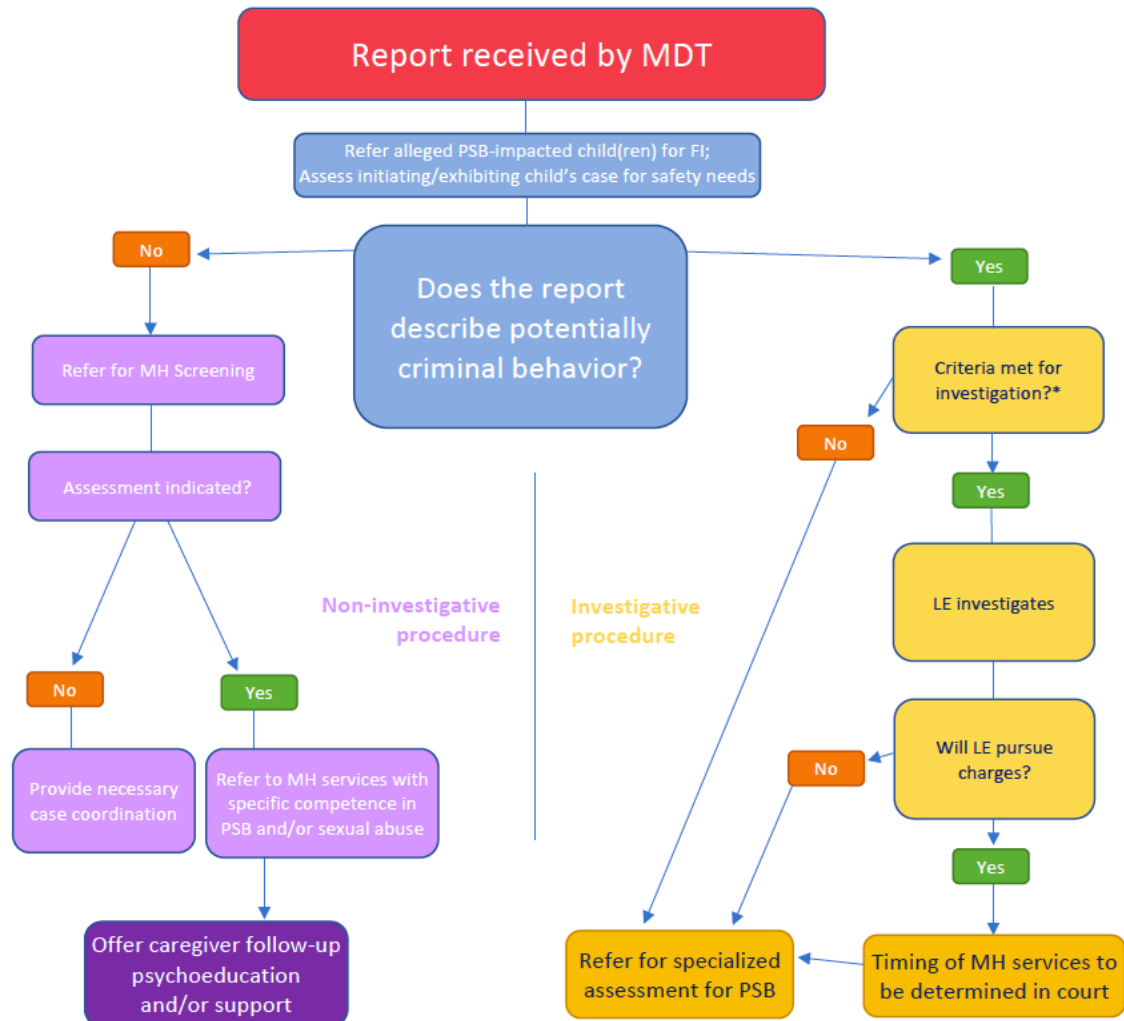 Report received by MDT
Refer alleged PSB-impacted child(ren) for FI;
Assess initiating/exhibiting child's case for safety needs
Does the report
describe potentially
criminal behavior?
No
Refer for MH Screening
Assessment indicated?
No
Provide necessary
case coordination
Yes
Refer to MH services with
specific competence in
PSB and/or sexual abuse
Offer caregiver follow-up
psychoeducation
and/or support
Non-investigative
procedure
Investigative
procedure
Yes
Criteria met for
investigation?*
No
Yes
LE investigates
Will LE pursue
charges?
No
Yes
Refer for specialized
assessment for PSB
Timing of MH services to
be determined in court